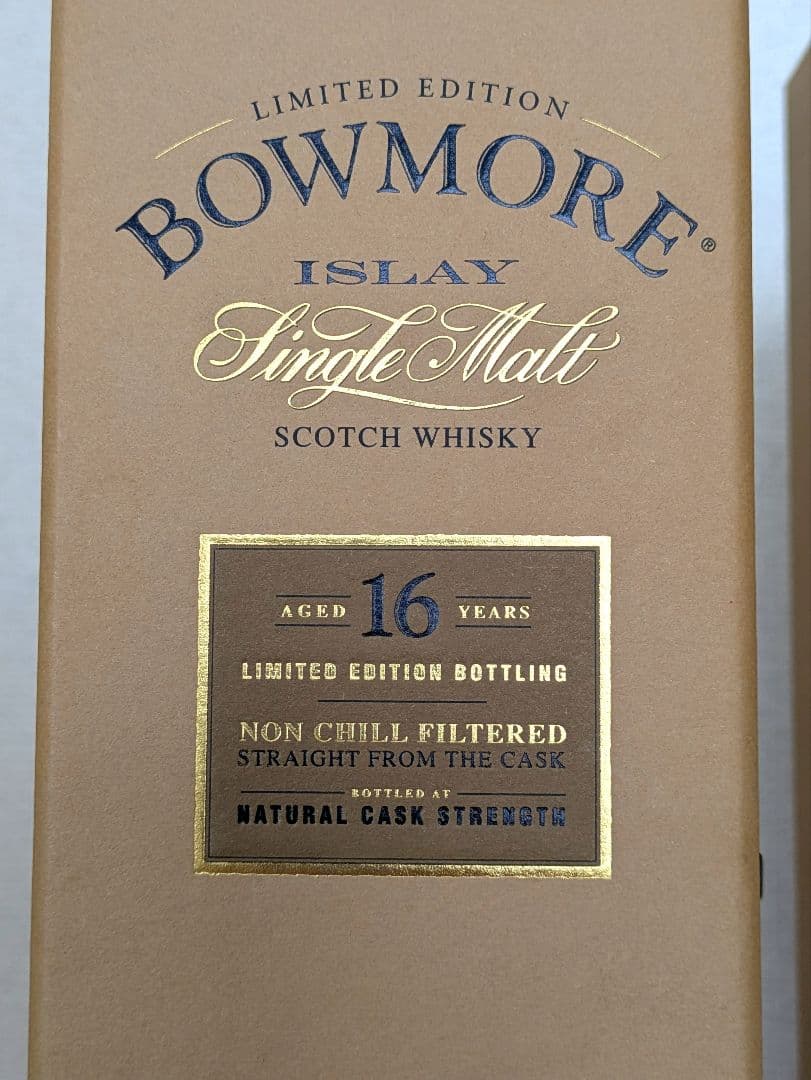 LIMITED EDITION
BOWMORE®
ISLAY
Single Malt
SCOTCH WHISKY
AGED 16 YEARS
LIMITED EDITION BOTTLING
NON CHILL FILTERED
STRAIGHT FROM THE CASK
BOTTLED AT
NATURAL CASK STRENGTH